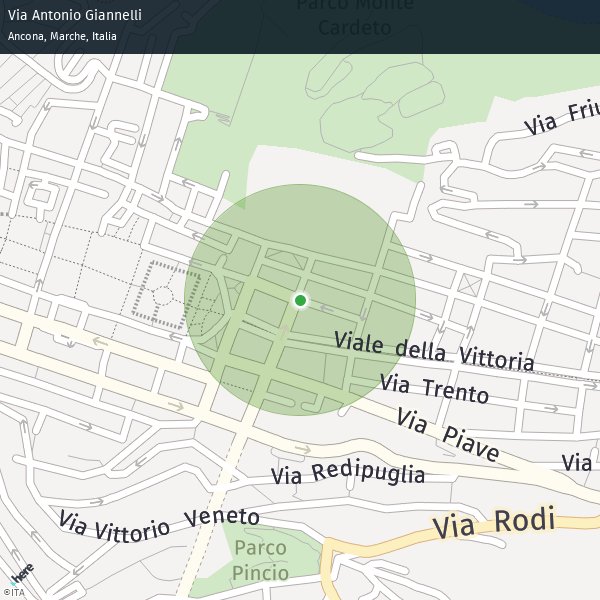 Via Antonio Giannelli
Ancona, Marche, Italia
Parco Monte
Cardeto
Via Friu
Viale della Vittoria
Via Trento
Via Piave
Via
Via Redipuglia
Via Vittorio Veneto
Via Rodi
Parco
Pincio
here
©ITA